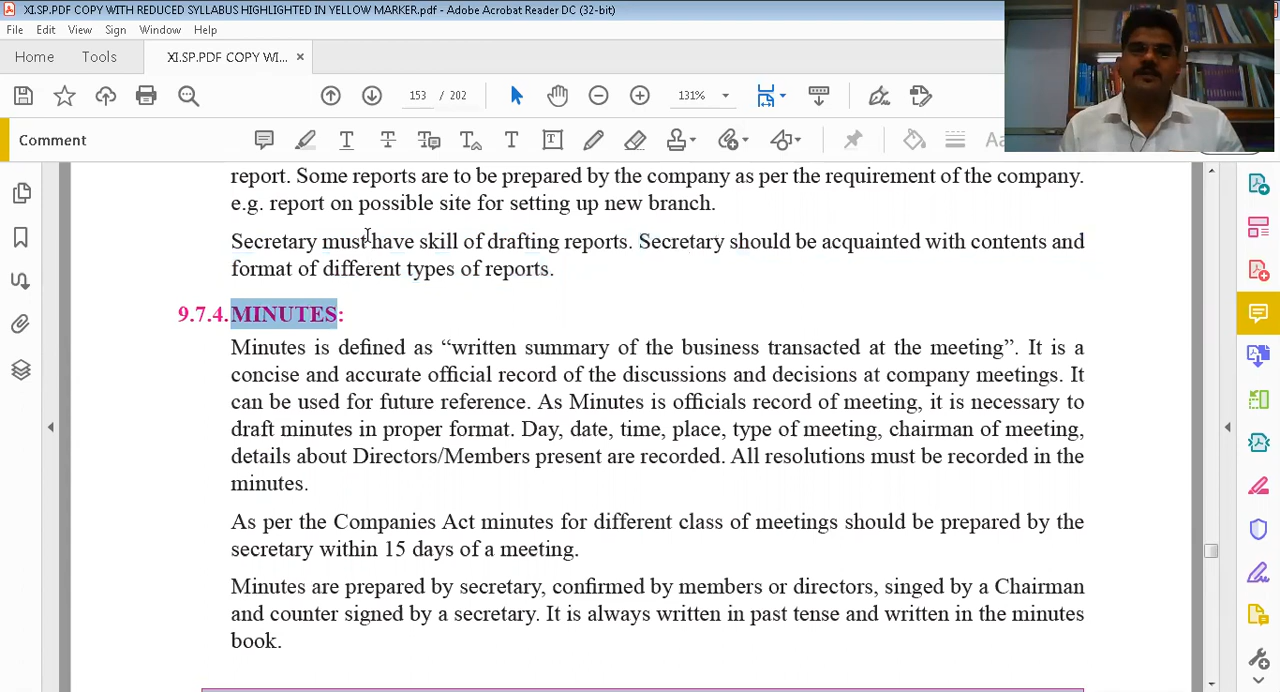 XI.SP.PDF COPY WITH REDUCED SYLLABUS HIGHLIGHTED IN YELLOW MARKER.pdf - Adobe Acrobat Reader DC (32-bit)
File Edit View Sign Window Help
Home Tools XI.SP.PDF COPY WI... ×
153 / 202 131%
Comment
report. Some reports are to be prepared by the company as per the requirement of the company.
e.g. report on possible site for setting up new branch.
Secretary must have skill of drafting reports. Secretary should be acquainted with contents and
format of different types of reports.
9.7.4. MINUTES:
Minutes is defined as “written summary of the business transacted at the meeting”. It is a
concise and accurate official record of the discussions and decisions at company meetings. It
can be used for future reference. As Minutes is officials record of meeting, it is necessary to
draft minutes in proper format. Day, date, time, place, type of meeting, chairman of meeting,
details about Directors/Members present are recorded. All resolutions must be recorded in the
minutes.
As per the Companies Act minutes for different class of meetings should be prepared by the
secretary within 15 days of a meeting.
Minutes are prepared by secretary, confirmed by members or directors, singed by a Chairman
and counter signed by a secretary. It is always written in past tense and written in the minutes
book.